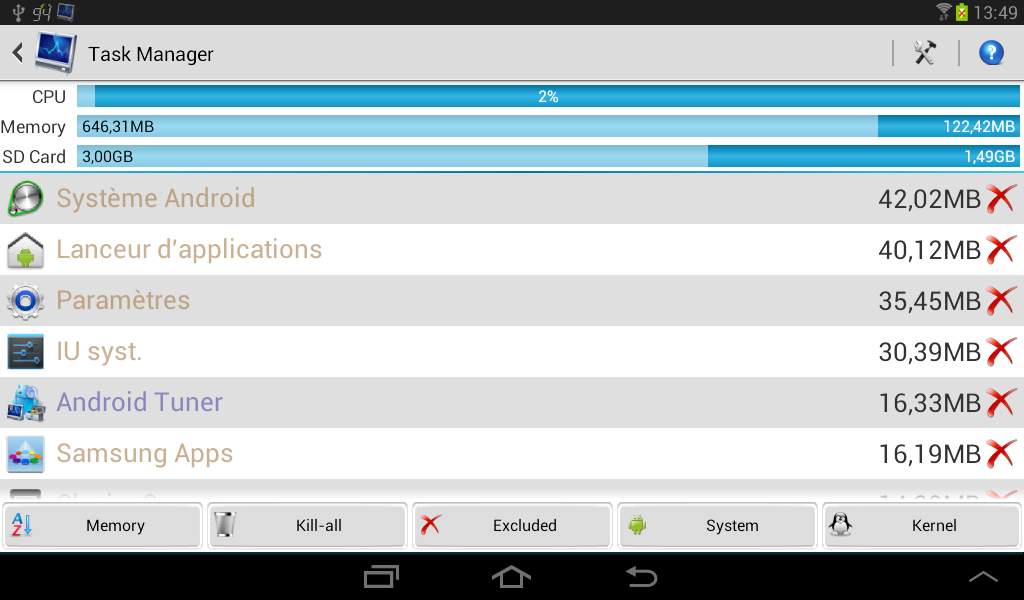 g4 13:49
Task Manager
CPU 2%
Memory 646,31MB 122,42MB
SD Card 3,00GB 1,49GB
Système Android 42,02MB
Lanceur d'applications 40,12MB
Paramètres 35,45MB
IU syst. 30,39MB
Android Tuner 16,33MB
Samsung Apps 16,19MB
Memory Kill-all Excluded System Kernel